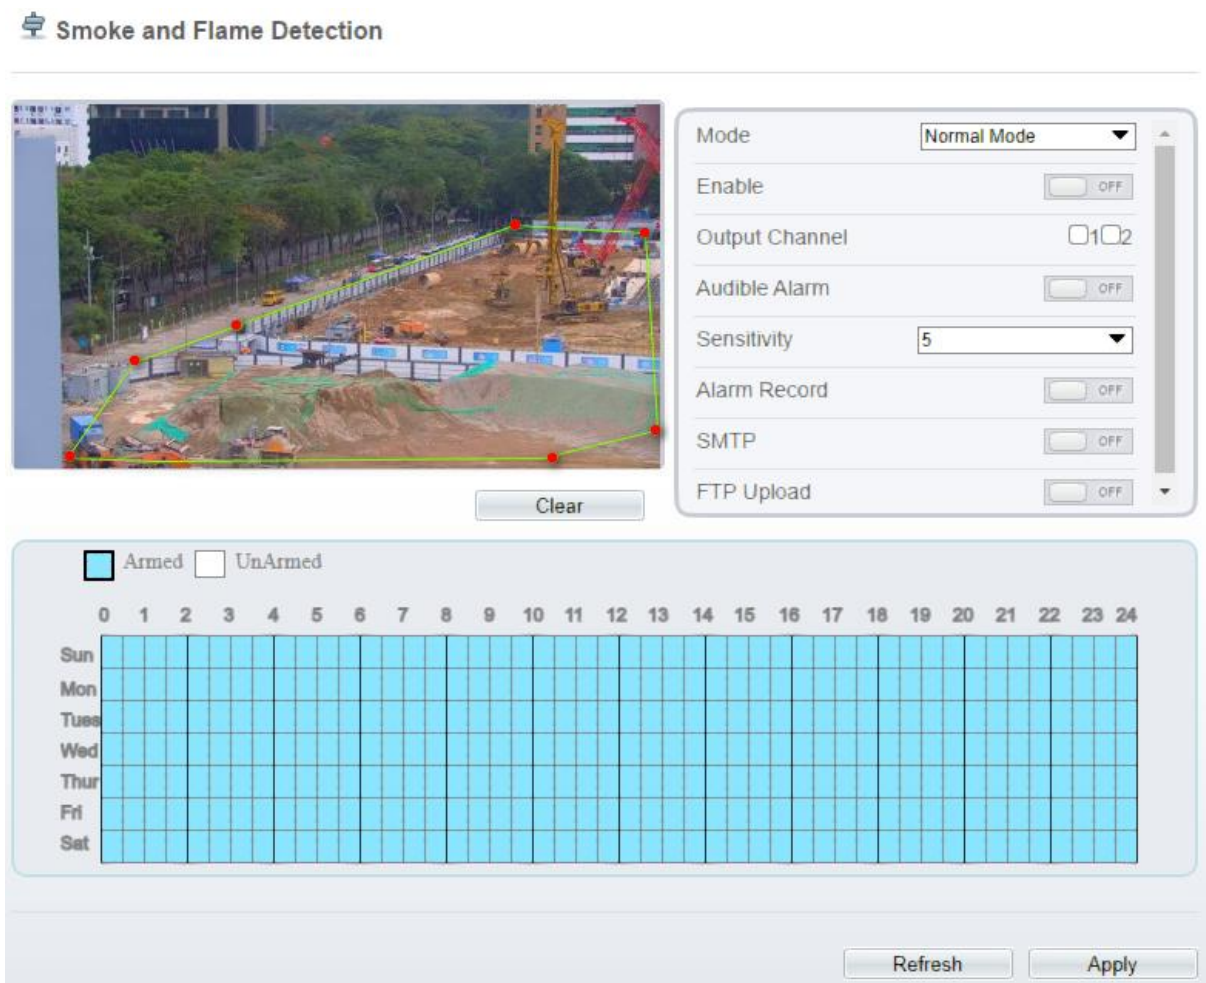 Smoke and Flame Detection
Mode Normal Mode
Enable OFF
Output Channel 1 2
Audible Alarm OFF
Sensitivity 5
Alarm Record OFF
SMTP OFF
FTP Upload OFF
Clear
Armed UnArmed
0 1 2 3 4 5 6 7 8 9 10 11 12 13 14 15 16 17 18 19 20 21 22 23 24
Sun
Mon
Tues
Wed
Thur
Fri
Sat
Refresh Apply